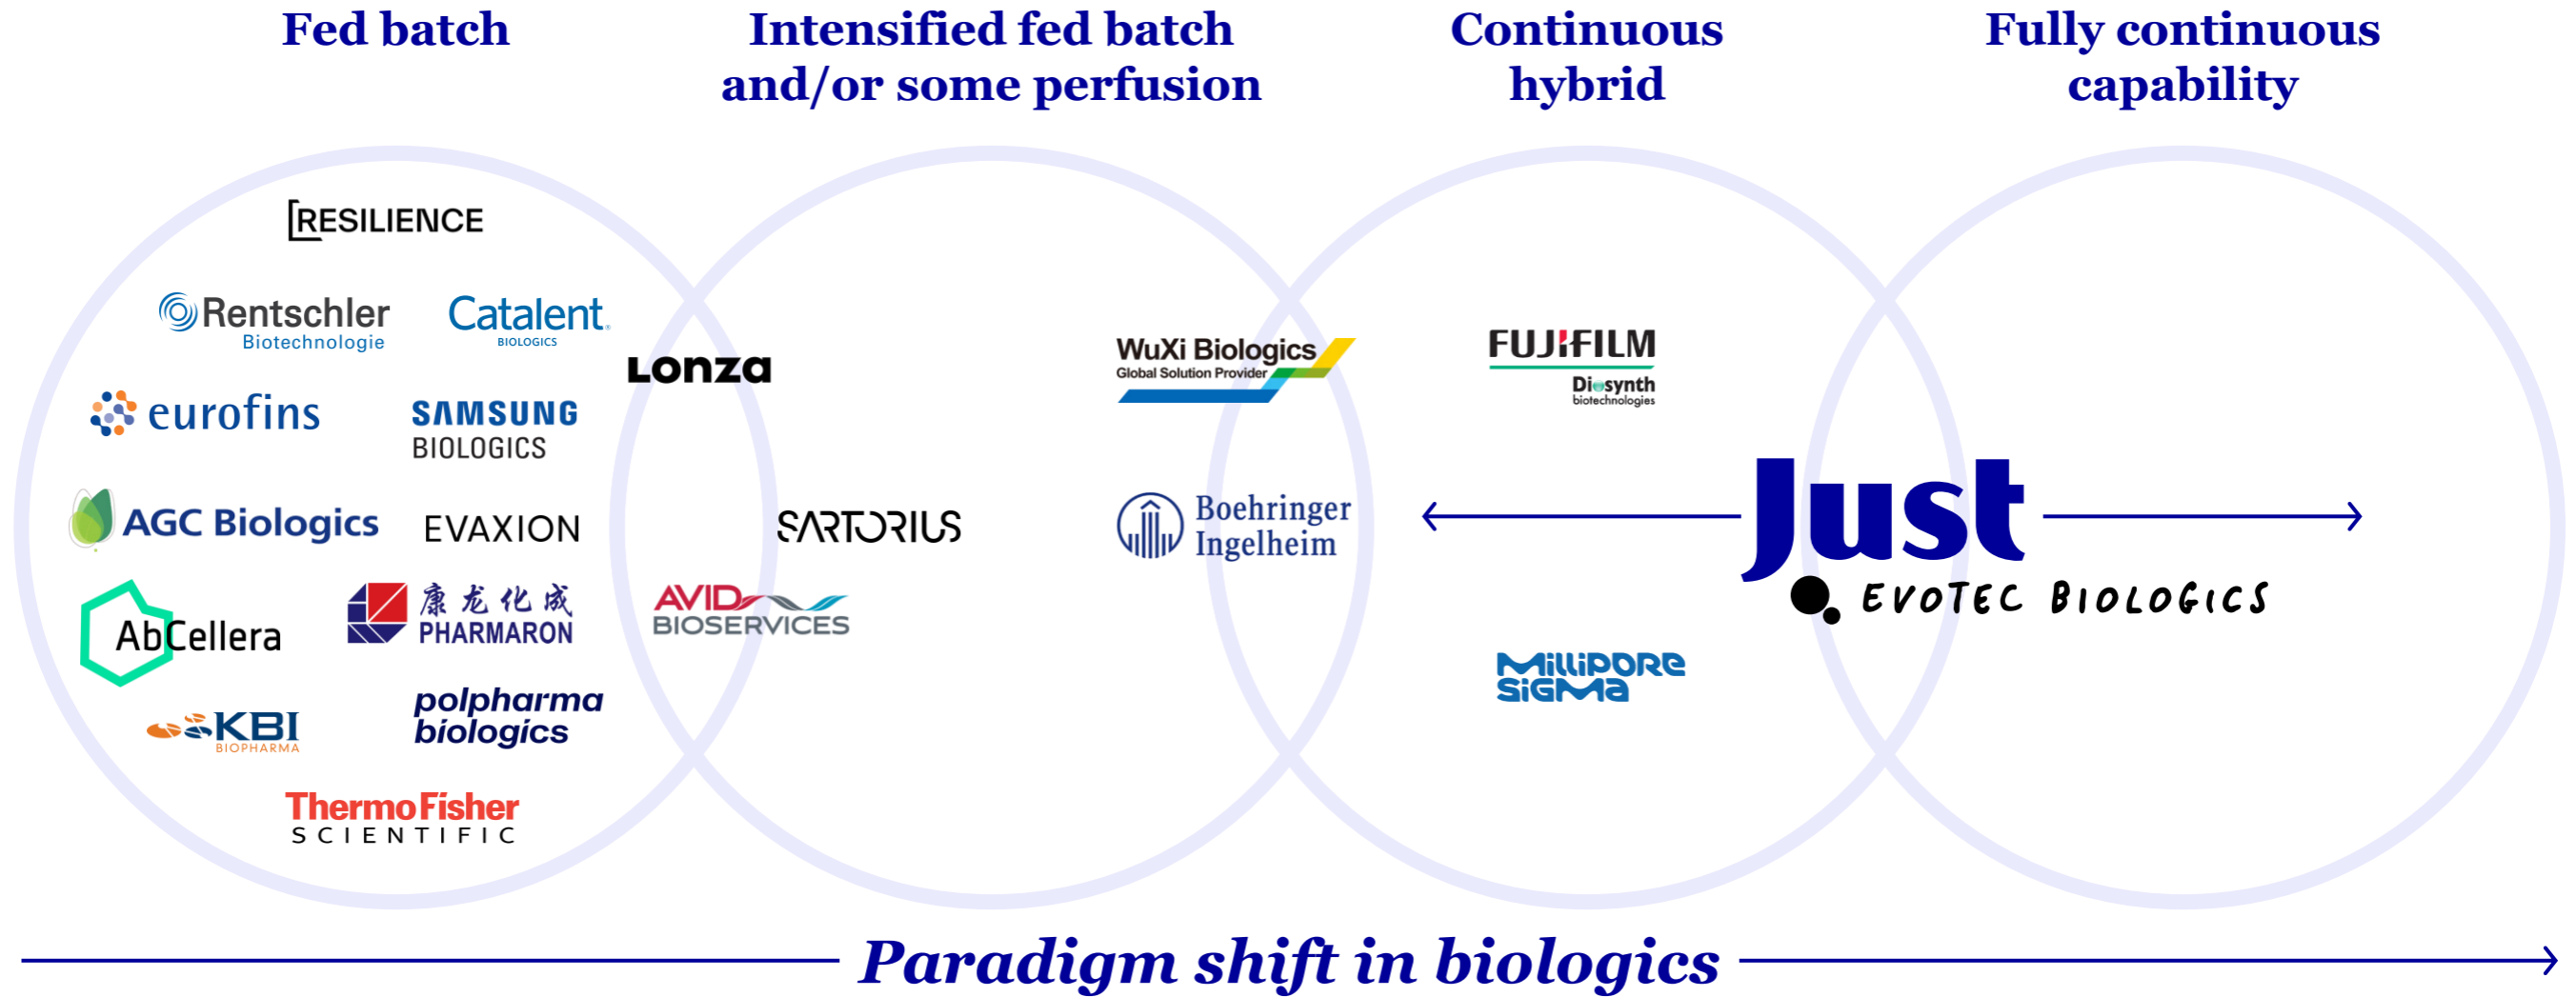 Fed batch
Intensified fed batch
and/or some perfusion
Continuous
hybrid
Fully continuous
capability
RESILIENCE
Rentschler
Biotechnologie
Catalent
BIOLOGICS
eurofins
SAMSUNG
BIOLOGICS
AGC Biologics
EVAXION
AbCellera
康龙化成
PHARMARON
KBI
BIOPHARMA
polpharma
biologics
ThermoFisher
SCIENTIFIC
Lonza
AVID
BIOSERVICES
SARTORIUS
WuXi Biologics
Global Solution Provider
Boehringer
Ingelheim
FUJIFILM
Diosynth
biotechnologies
MilliPORe
SiGMa
Just
EVOTEC BIOLOGICS
Paradigm shift in biologics